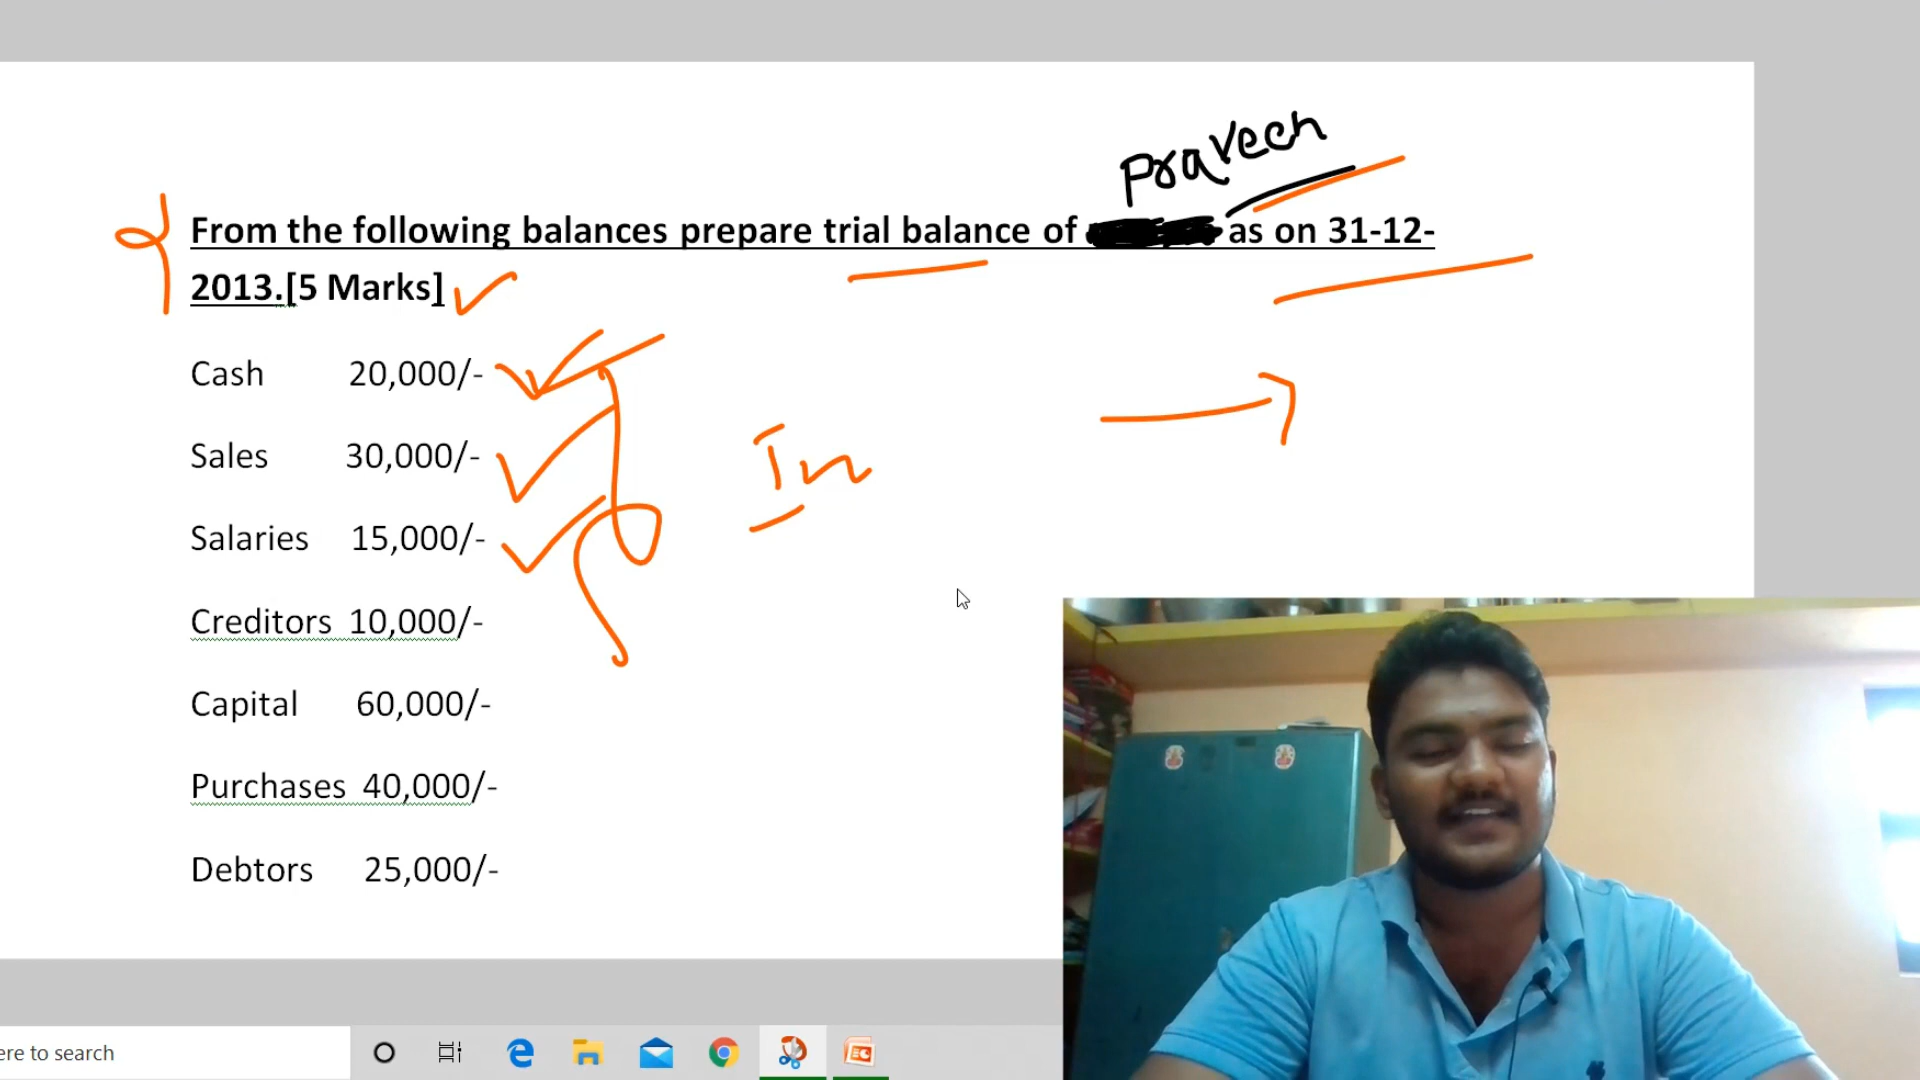 Praveen
From the following balances prepare trial balance of as on 31-12-
2013.[5 Marks]
Cash 20,000/-
Sales 30,000/-
In
Salaries 15,000/-
Creditors 10,000/-
Capital 60,000/-
Purchases 40,000/-
Debtors 25,000/-
ere to search